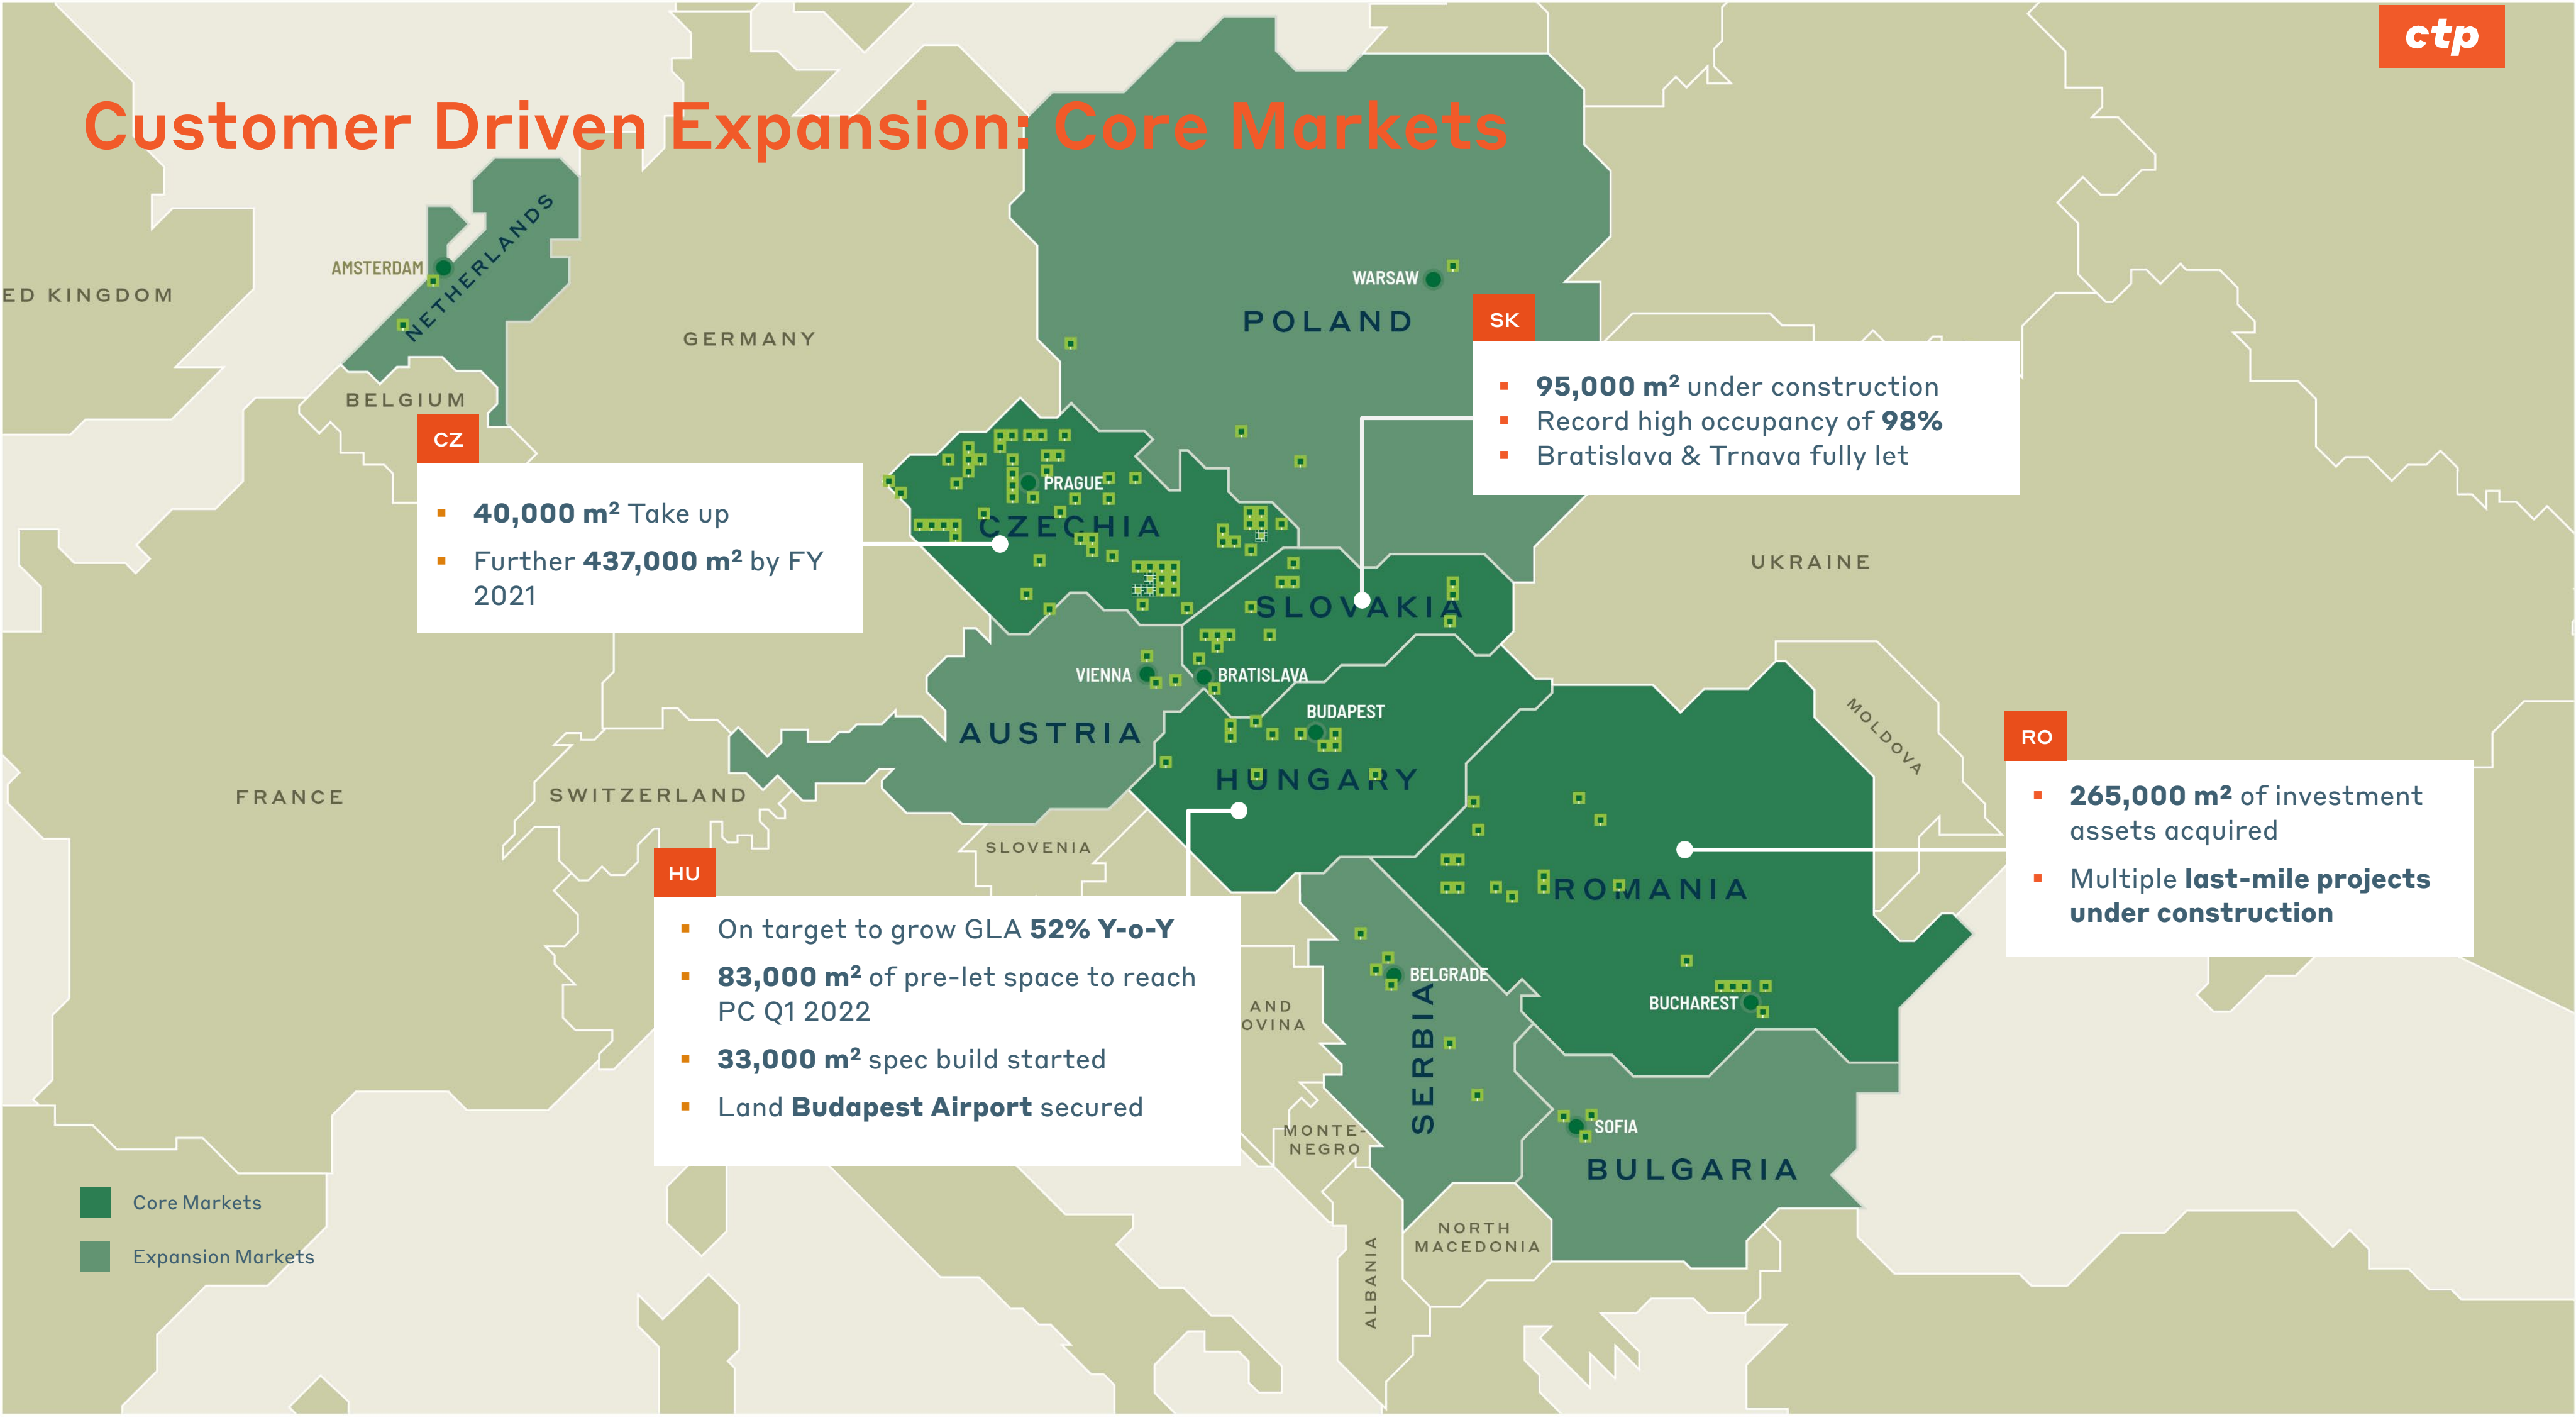 ctp
Customer Driven Expansion: Core Markets
NETHERLANDS
AMSTERDAM
ED KINGDOM
GERMANY
BELGIUM
WARSAW
POLAND
SK
95,000 m² under construction
Record high occupancy of 98%
Bratislava & Trnava fully let
CZ
40,000 m² Take up
Further 437,000 m² by FY
2021
PRAGUE
CZECHIA
UKRAINE
SLOVAKIA
VIENNA
BRATISLAVA
BUDAPEST
AUSTRIA
HUNGARY
MOLDOVA
FRANCE
SWITZERLAND
SLOVENIA
RO
265,000 m² of investment
assets acquired
Multiple last-mile projects
under construction
ROMANIA
HU
On target to grow GLA 52% Y-o-Y
83,000 m² of pre-let space to reach
PC Q1 2022
33,000 m² spec build started
Land Budapest Airport secured
BELGRADE
SERBIA
AND
OVINA
BUCHAREST
MONTE-
NEGRO
SOFIA
BULGARIA
NORTH
MACEDONIA
ALBANIA
Core Markets
Expansion Markets